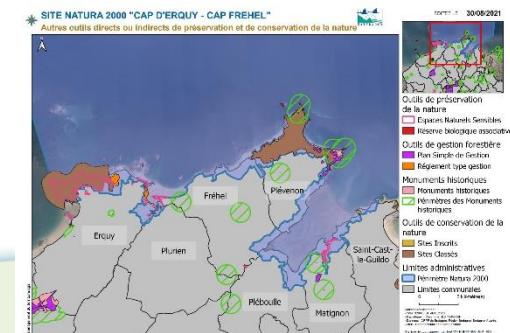 SITE NATURA 2000 "CAP D'ERQUY - CAP FREHEL"
Autres outils directs ou indirects de préservation et de conservation de la nature
30/08/2021
Outils de préservation
de la nature
Espaces Naturels Sensibles
Réserve biologique associative
Outils de gestion forestière
Plan Simple de Gestion
Règlement type gestion
Monuments historiques
Monuments historiques
Périmètres des Monuments
historiques
Outils de conservation de la
nature
Sites Inscrits
Sites Classés
Limites administratives
Périmètre Natura 2000
Limites communales
Fréhel
Plévenon
Erquy
Plurien
Saint-Cast-
le-Guildo
Pléboulle
Matignon